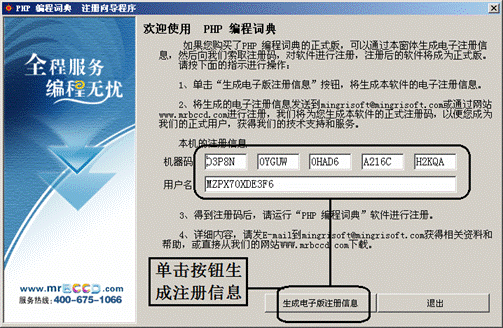 PHP 编程词典  注册向导程序
全程服务
编程无忧
www.mrBCCD.com
服务热线:400-675-1066
欢迎使用  PHP 编程词典
如果您购买了PHP 编程词典的正式版，可以通过本窗体生成电子注册信
息，然后向我们索取注册码，对软件进行注册，注册后的软件将成为正式版。
请按下面的指示进行操作：
1、单击“生成电子版注册信息”按钮，将生成本软件的电子注册信息。
2、将生成的电子注册信息发送到mingrisoft@mingrisoft.com或通过网站
www.mrbccd.com进行注册，我们将为您生成本软件的正式注册码，以便您成为
我们的正式用户，获得我们的技术支持和服务。
本机的注册信息
机器码 D3P8N 0YGUW 0HAD6 A216C H2KQA
用户名 MZPX70XDE3F6
3、得到注册码后，请运行“PHP 编程词典”软件进行注册。
4、详细内容，请发E-mail到mingrisoft@mingrisoft.com获得相关资料和
帮助，或直接从我们的网站www.mrbccd.com下载。
单击按钮生
成注册信息
生成电子版注册信息
退出